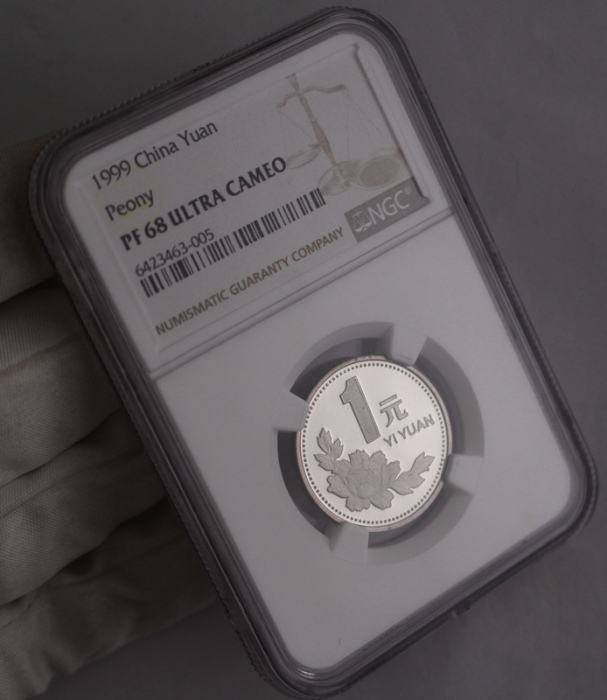 1999 China Yuan
Peony
PF 68 ULTRA CAMEO
6423463-005
NGC®
NUMISMATIC GUARANTY COMPANY
1元
YI YUAN